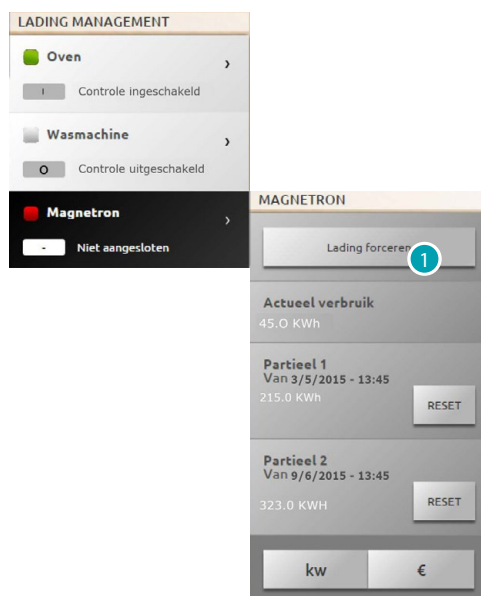 LADING MANAGEMENT
Oven
I Controle ingeschakeld
Wasmachine
O Controle uitgeschakeld
Magnetron
- Niet aangesloten
MAGNETRON
Lading forceren
1
Actueel verbruik
45.O KWh
Partieel 1
Van 3/5/2015 - 13:45
215.0 KWh
RESET
Partieel 2
Van 9/6/2015 - 13:45
323.0 KWH
RESET
kw €